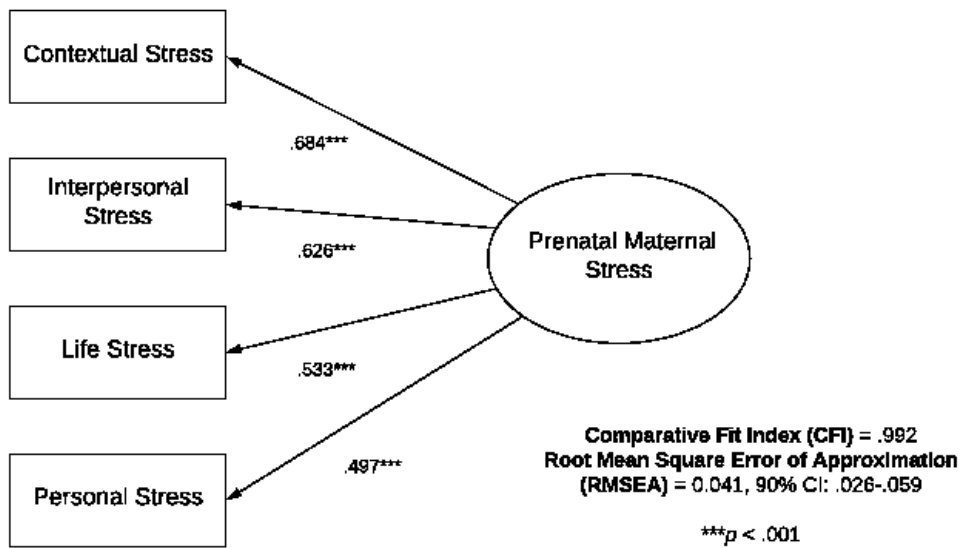 Contextual Stress
.684***
Interpersonal
Stress
.626***
Prenatal Maternal
Stress
Life Stress
.533***
.497***
Personal Stress
Comparative Fit Index (CFI) = .992
Root Mean Square Error of Approximation
(RMSEA) = 0.041, 90% CI: .026-.059
***p < .001